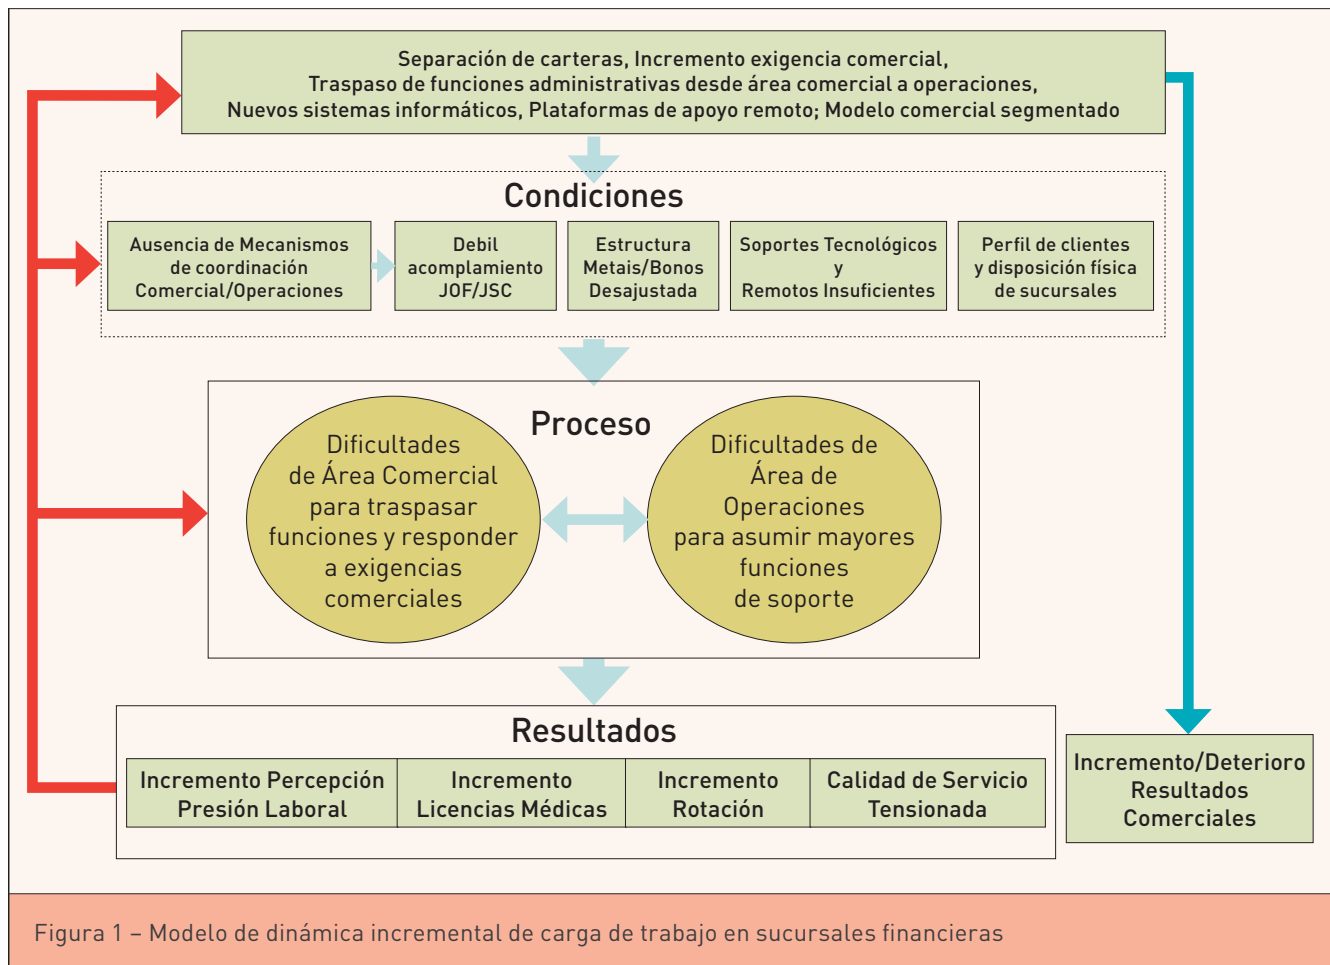 Separación de carteras, Incremento exigencia comercial,
Traspaso de funciones administrativas desde área comercial a operaciones,
Nuevos sistemas informáticos, Plataformas de apoyo remoto; Modelo comercial segmentado
Condiciones
Ausencia de Mecanismos
de coordinación
Comercial/Operaciones
Debil
acomplamiento
JOF/JSC
Estructura
Metais/Bonos
Desajustada
Soportes Tecnológicos
y
Remotos Insuficientes
Perfil de clientes
y disposición física
de sucursales
Proceso
Dificultades
de Área Comercial
para traspasar
funciones y responder
a exigencias
comerciales
Dificultades de
Área de
Operaciones
para asumir mayores
funciones
de soporte
Resultados
Incremento Percepción
Presión Laboral
Incremento
Licencias Médicas
Incremento
Rotación
Calidad de Servicio
Tensionada
Incremento/Deterioro
Resultados
Comerciales
Figura 1 – Modelo de dinámica incremental de carga de trabajo en sucursales financieras